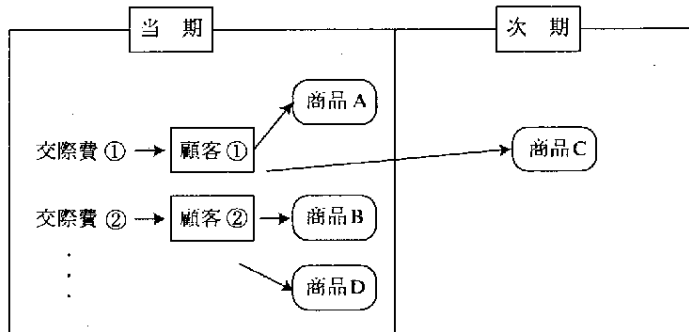 当 期
次 期
商品A
交際費① 顧客① 商品C
交際費② 顧客② 商品B
商品D